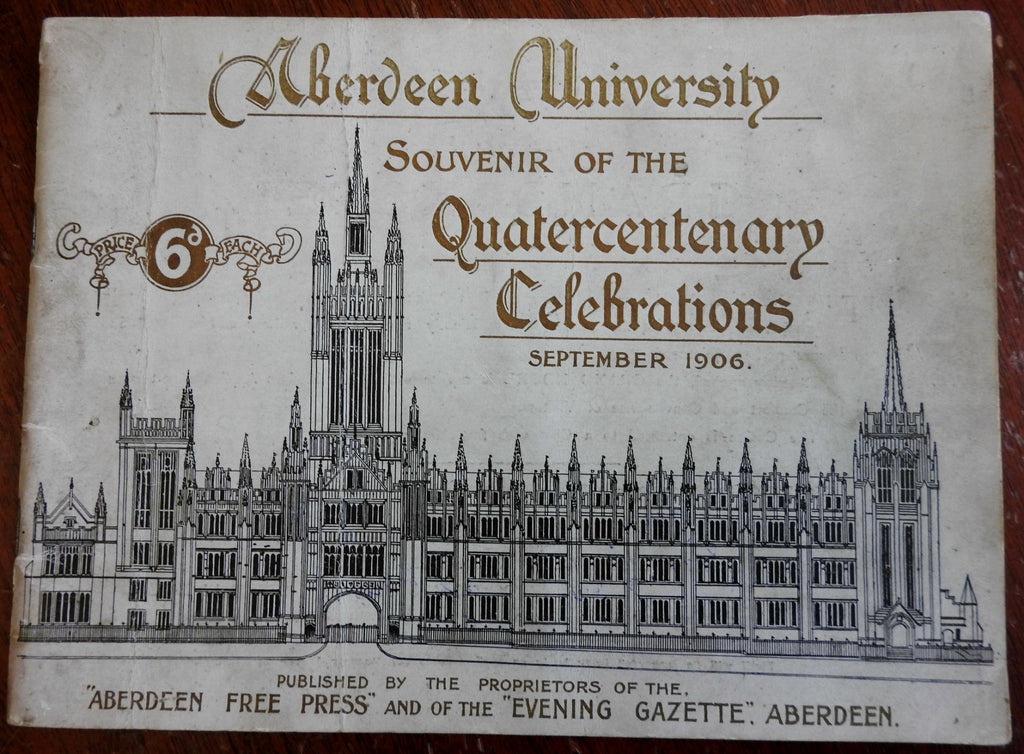 Aberdeen University
SOUVENIR OF THE
Quatercentenary
Celebrations
SEPTEMBER 1906.
PRICE 6d EACH
PUBLISHED BY THE PROPRIETORS OF THE,
"ABERDEEN FREE PRESS" AND OF THE "EVENING GAZETTE", ABERDEEN.